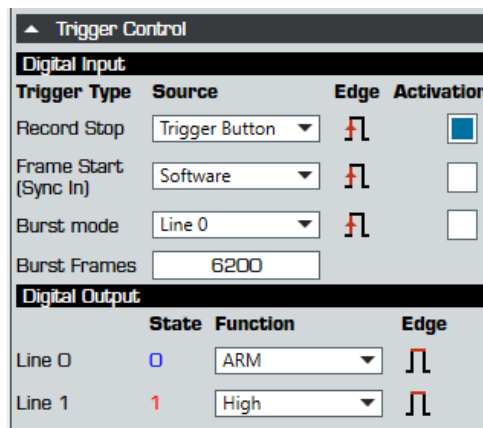 Trigger Control
Digital Input
Trigger Type Source Edge Activation
Record Stop Trigger Button
Frame Start
(Sync In) Software
Burst mode Line 0
Burst Frames 6200
Digital Output
State Function Edge
Line 0 0 ARM
Line 1 1 High